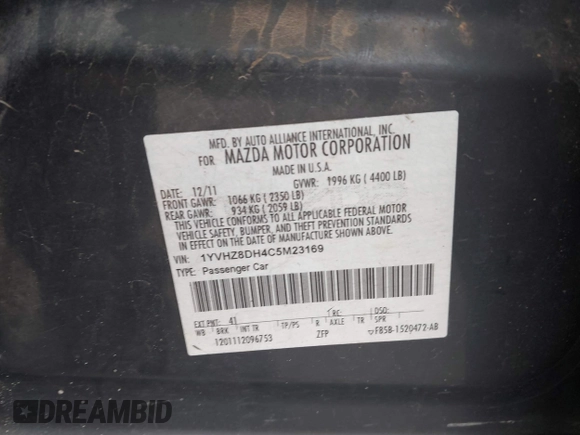 MFD. BY AUTO ALLIANCE INTERNATIONAL, INC.
FOR MAZDA MOTOR CORPORATION
MADE IN U.S.A.
DATE: 12/11 GVWR: 1996 KG (4400 LB)
FRONT GAWR: 1066 KG (2350 LB)
REAR GAWR: 934 KG (2059 LB)
THIS VEHICLE CONFORMS TO ALL APPLICABLE FEDERAL MOTOR
VEHICLE SAFETY, BUMPER, AND THEFT PREVENTION STANDARDS
IN EFFECT ON THE DATE OF MANUFACTURE SHOWN ABOVE.
VIN: 1YVHZ8DH4C5M23169
TYPE: Passenger Car
EXT PNT: 41 RC: DSO:
WB BRK INT TR TP/PS R AXLE TR SPR
1201112096753 ZFP F85B-1520472-AB
DREAMBID